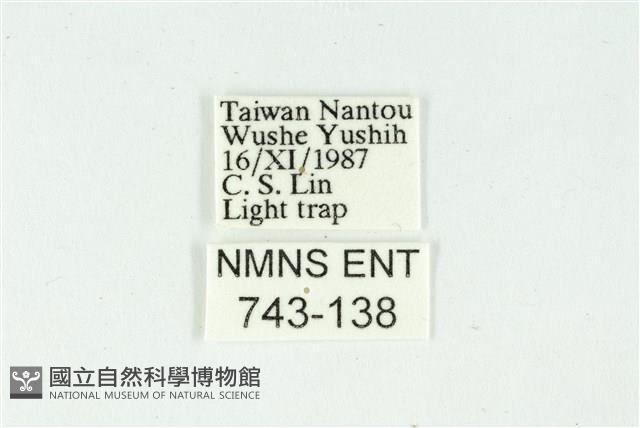 Taiwan Nantou
Wushe Yushih
16/XI/1987
C. S. Lin
Light trap
NMNS ENT
743-138
國立自然科學博物館
NATIONAL MUSEUM OF NATURAL SCIENCE